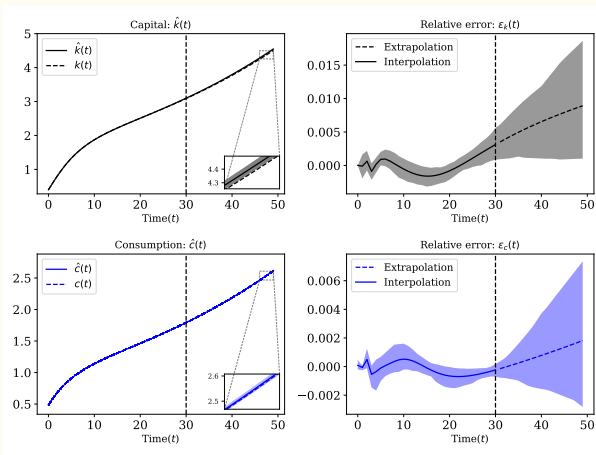 Capital: k̂(t)
5
4
3
2
1
k̂(t)
k(t)
4.4
4.3
0 10 20 30 40 50
Time(t)
Relative error: ε_k(t)
0.015
0.010
0.005
0.000
Extrapolation
Interpolation
0 10 20 30 40 50
Time(t)
Consumption: ĉ(t)
2.5
2.0
1.5
1.0
0.5
ĉ(t)
c(t)
2.6
2.5
0 10 20 30 40 50
Time(t)
Relative error: ε_c(t)
0.006
0.004
0.002
0.000
−0.002
Extrapolation
Interpolation
0 10 20 30 40 50
Time(t)